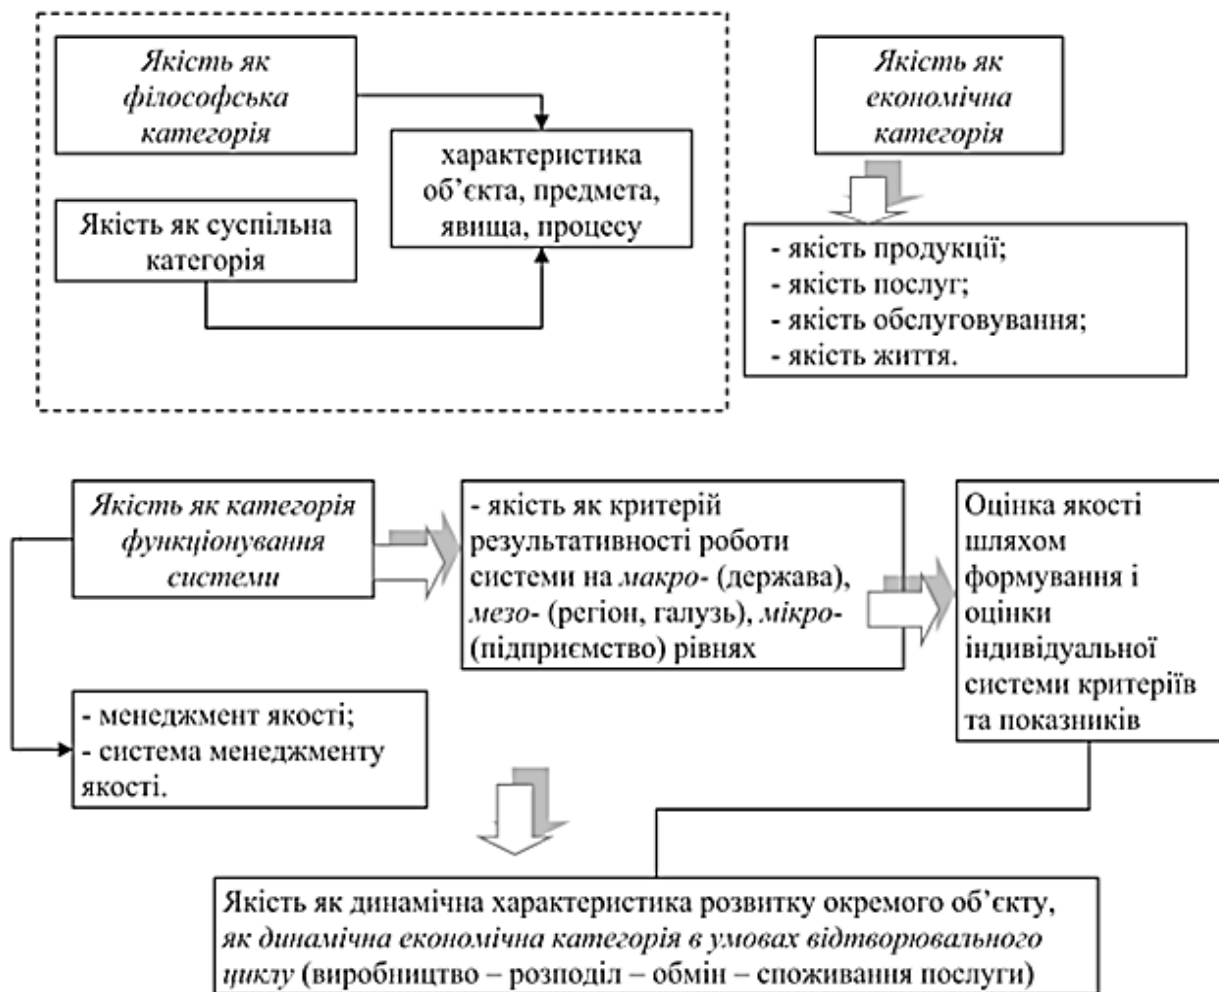 Якість як
філософська
категорія
Якість як суспільна
категорія
характеристика
об’єкта, предмета,
явища, процесу
Якість як
економічна
категорія
- якість продукції;
- якість послуг;
- якість обслуговування;
- якість життя.
Якість як категорія
функціонування
системи
- якість як критерій
результативності роботи
системи на макро- (держава),
мезо- (регіон, галузь), мікро-
(підприємство) рівнях
Оцінка якості
шляхом
формування і
оцінки
індивідуальної
системи критеріїв
та показників
- менеджмент якості;
- система менеджменту
якості.
Якість як динамічна характеристика розвитку окремого об’єкту,
як динамічна економічна категорія в умовах відтворювального
циклу (виробництво – розподіл – обмін – споживання послуги)